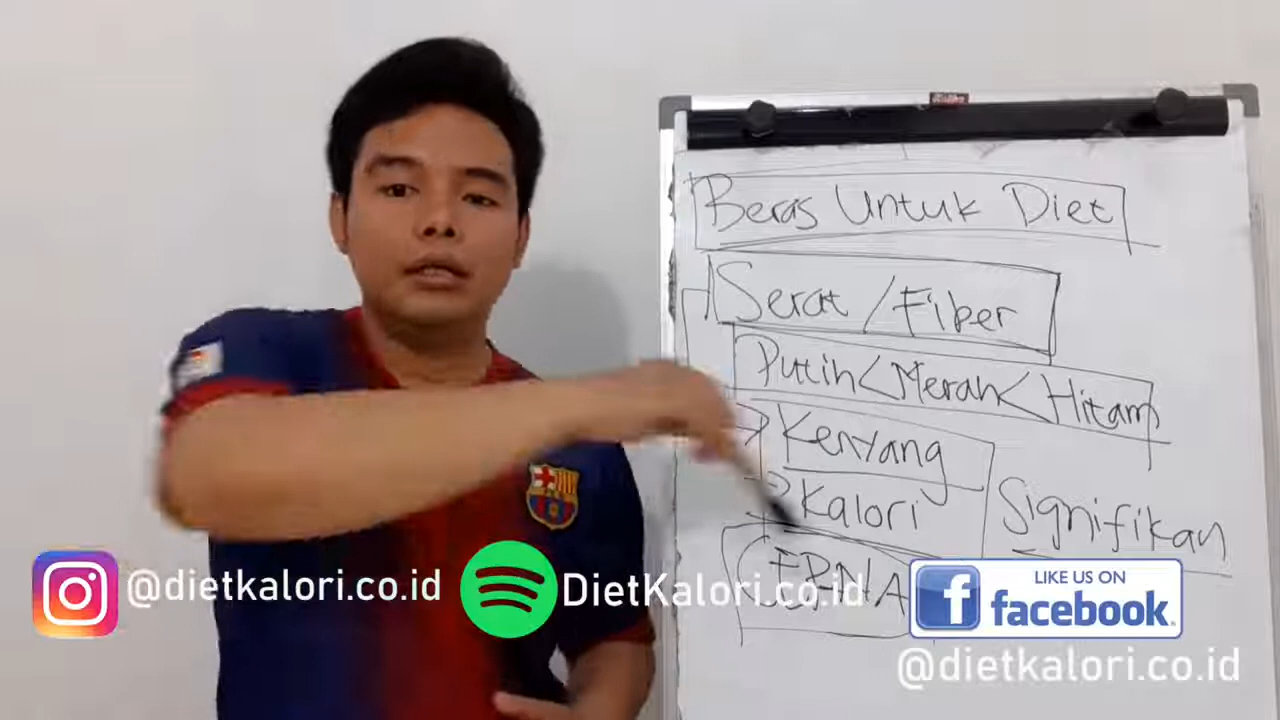 Beras Untuk Diet
Serat / Fiber
Putih < Merah < Hitam
Kenyang
Kalori
Signifikan
@dietkalori.co.id
DietKalori.co.id
LIKE US ON
facebook.
@dietkalori.co.id